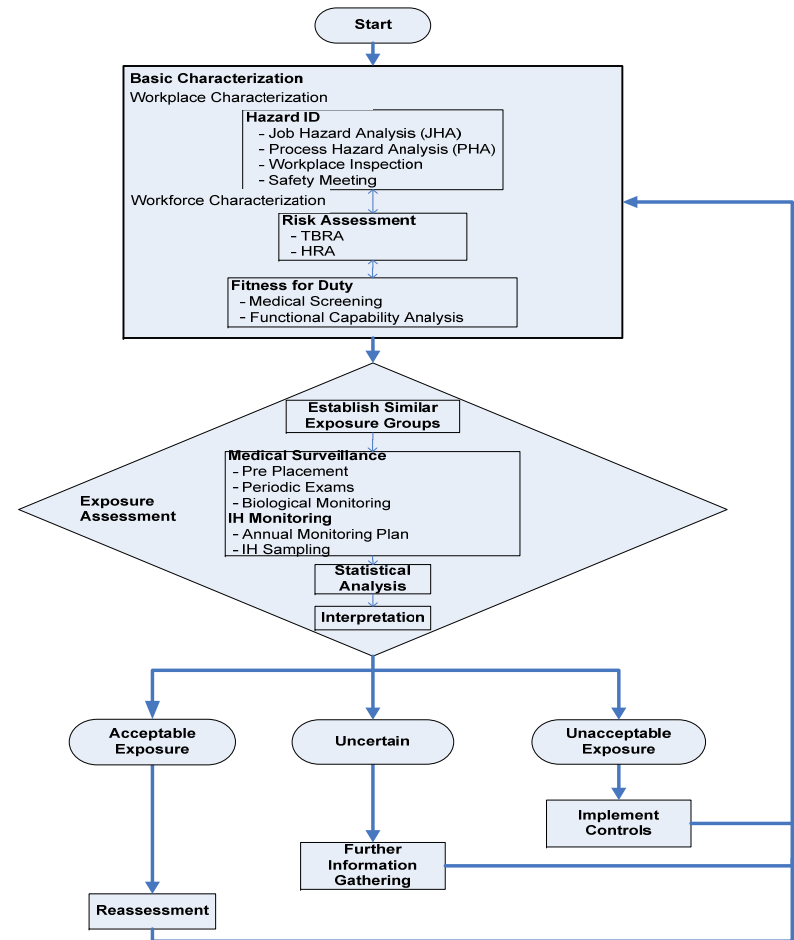 Start
Basic Characterization
Workplace Characterization
Hazard ID
- Job Hazard Analysis (JHA)
- Process Hazard Analysis (PHA)
- Workplace Inspection
- Safety Meeting
Workforce Characterization
Risk Assessment
- TBRA
- HRA
Fitness for Duty
- Medical Screening
- Functional Capability Analysis
Establish Similar
Exposure Groups
Medical Surveillance
- Pre Placement
- Periodic Exams
- Biological Monitoring
IH Monitoring
- Annual Monitoring Plan
- IH Sampling
Exposure
Assessment
Statistical
Analysis
Interpretation
Acceptable
Exposure
Uncertain
Unacceptable
Exposure
Implement
Controls
Further
Information
Gathering
Reassessment